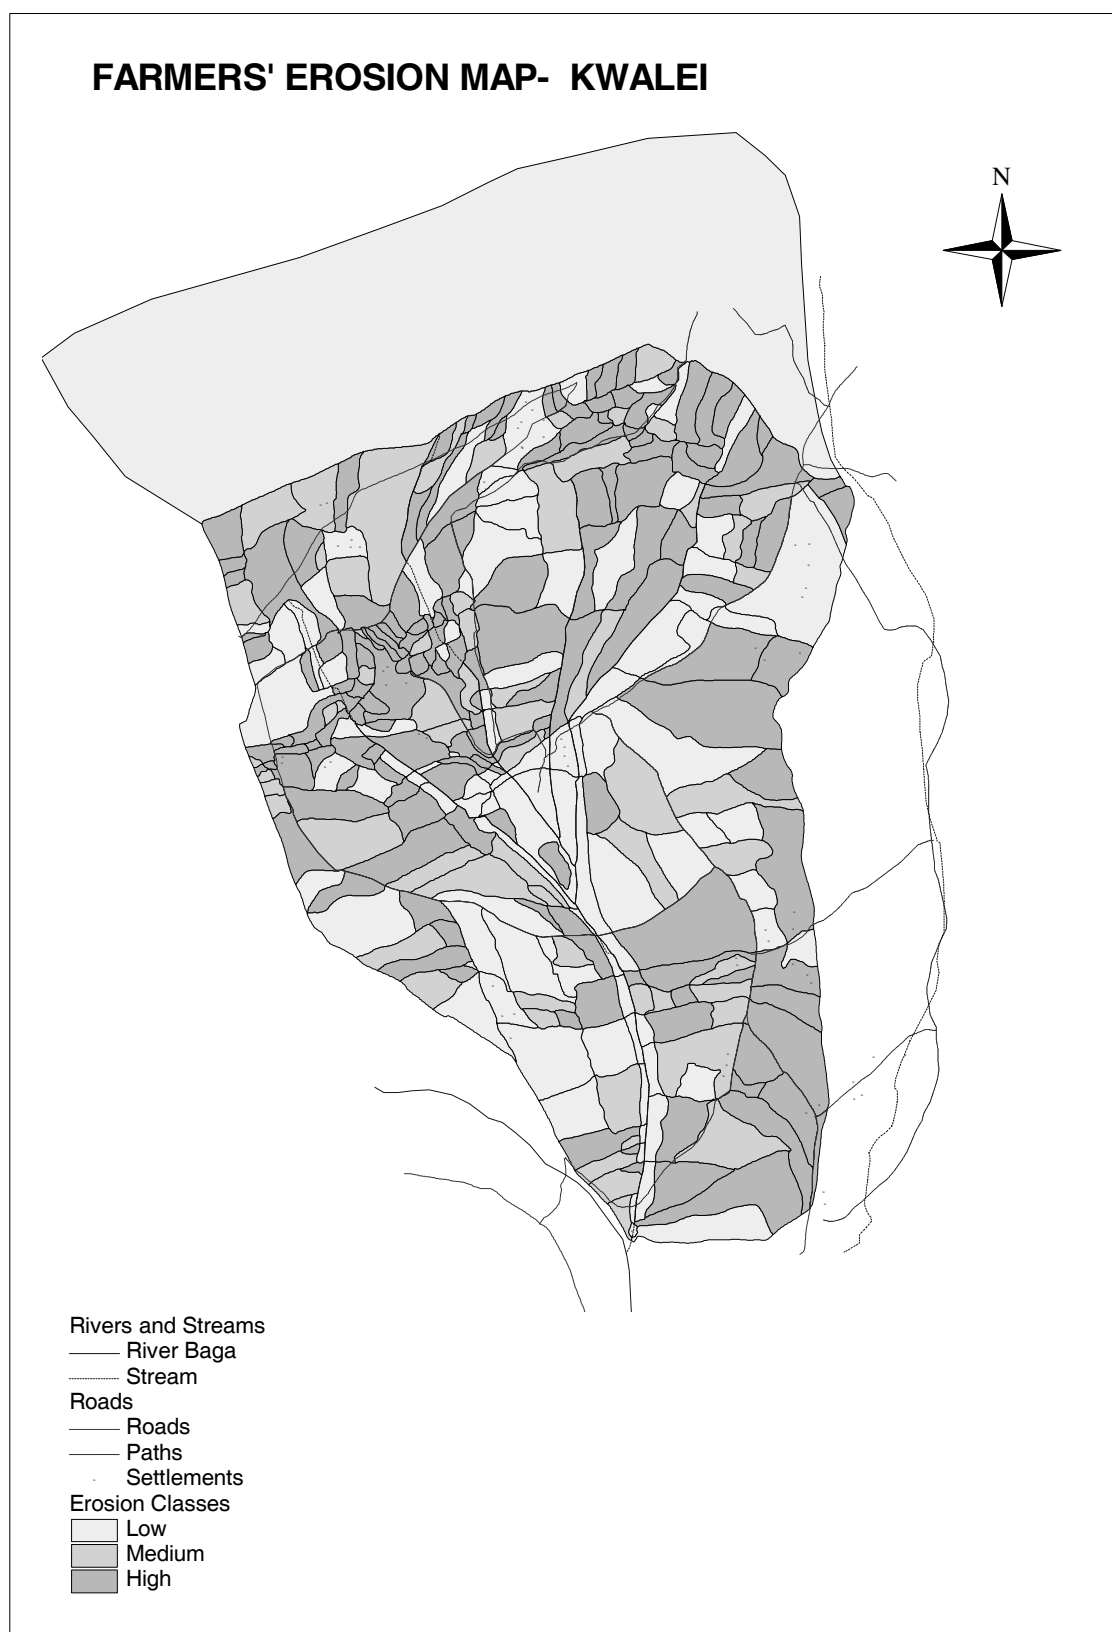 FARMERS' EROSION MAP- KWALEI
N
Rivers and Streams
River Baga
Stream
Roads
Roads
Paths
Settlements
Erosion Classes
Low
Medium
High